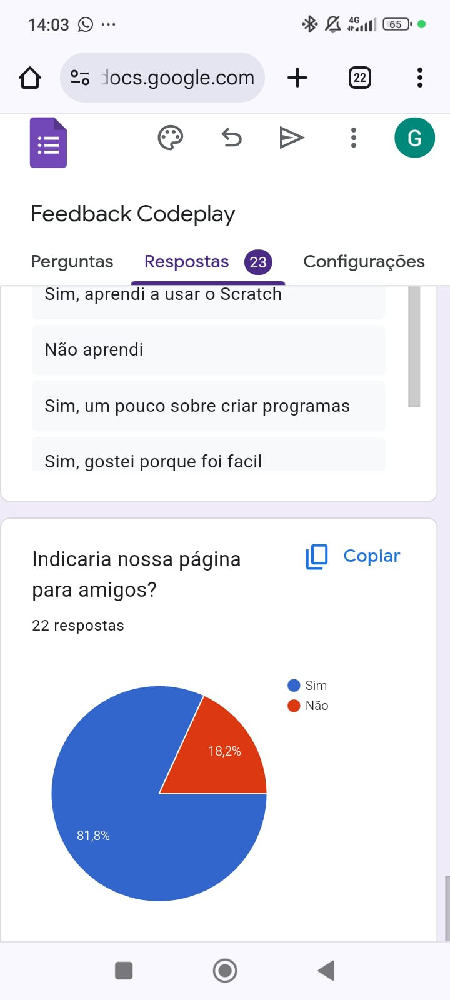 14:03
4G
65
docs.google.com
22
G
Feedback Codeplay
Perguntas
Respostas 23
Configurações
Sim, aprendi a usar o Scratch
Não aprendi
Sim, um pouco sobre criar programas
Sim, gostei porque foi facil
Indicaria nossa página
para amigos?
Copiar
22 respostas
Sim
Não
18,2%
81,8%